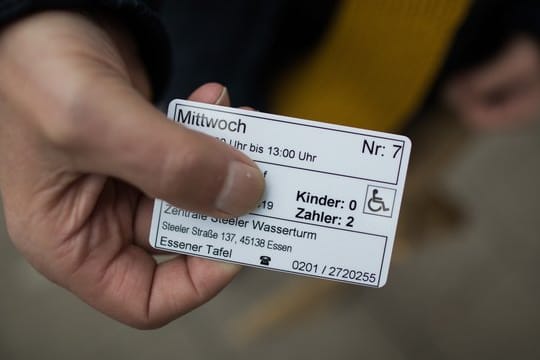 Mittwoch
Nr: 7
Uhr bis 13:00 Uhr
Kinder: 0
Zahler: 2
Zentrale Steeler Wasserturm
Steeler Straße 137, 45138 Essen
Essener Tafel
0201 / 2720255